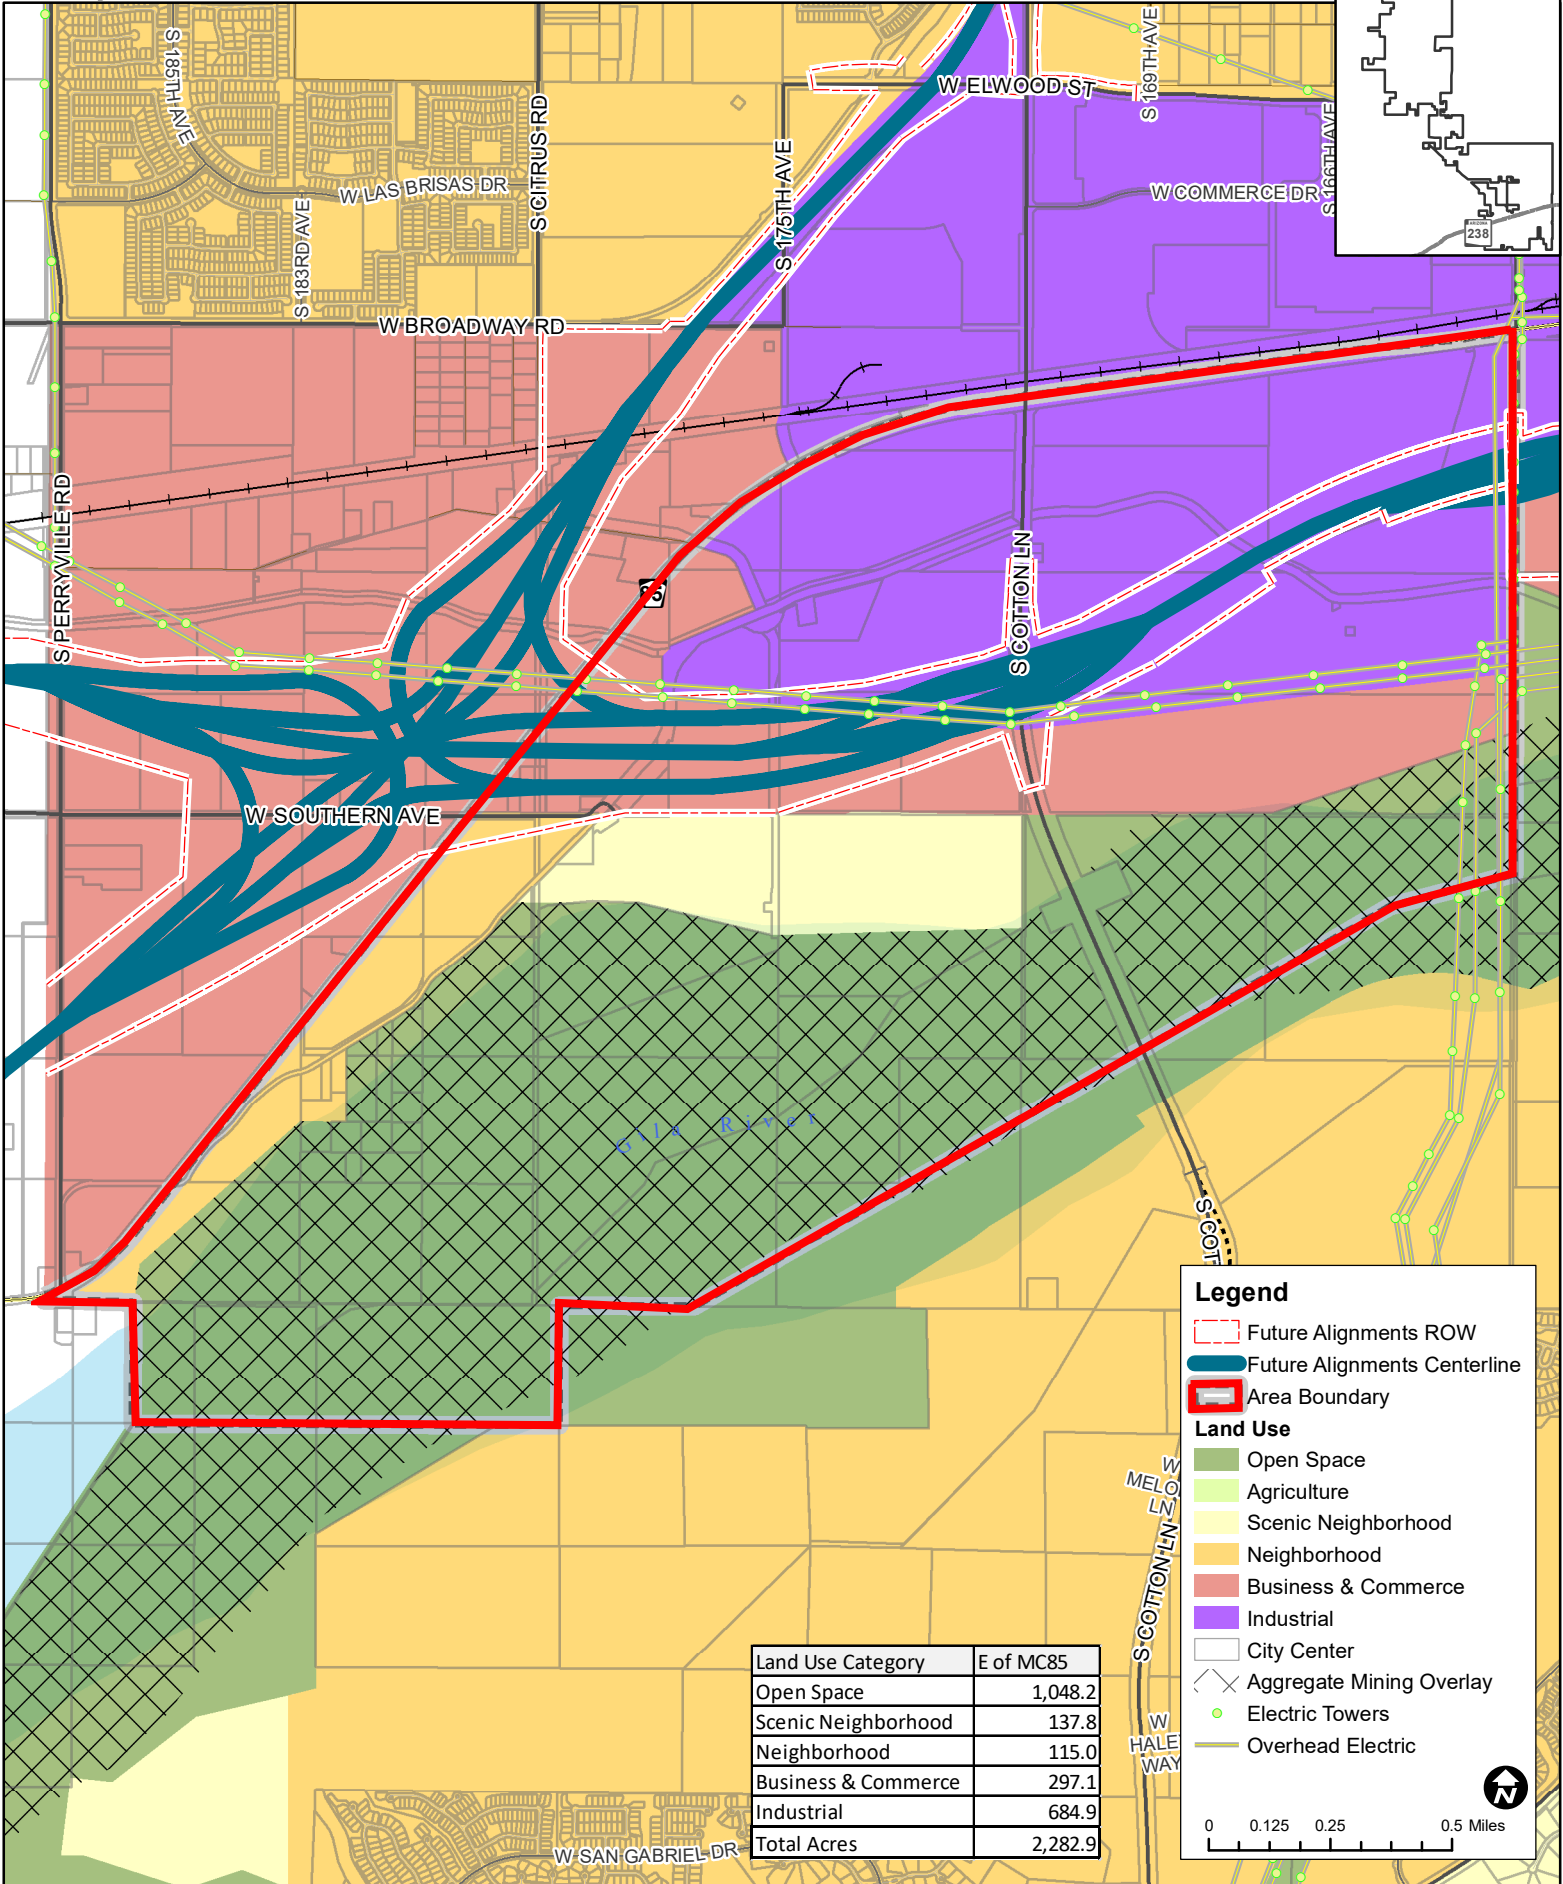 S 185TH AVE
S CITRUS RD
W LAS BRISAS DR
S 183RD AVE
S 175TH AVE
W ELWOOD ST
S 169TH AVE
S 166TH AVE
W COMMERCE DR
ARIZONA
238
W BROADWAY RD
S PERRYVILLE RD
S COTTON LN
W SOUTHERN AVE
Gila River
S COT
W
MELO
LN
S COTTON LN
W
HALE
WAY
W SAN GABRIEL DR
Land Use Category E of MC85
Open Space 1,048.2
Scenic Neighborhood 137.8
Neighborhood 115.0
Business & Commerce 297.1
Industrial 684.9
Total Acres 2,282.9
Legend
Future Alignments ROW
Future Alignments Centerline
Area Boundary
Land Use
Open Space
Agriculture
Scenic Neighborhood
Neighborhood
Business & Commerce
Industrial
City Center
Aggregate Mining Overlay
Electric Towers
Overhead Electric
N
0 0.125 0.25 0.5 Miles